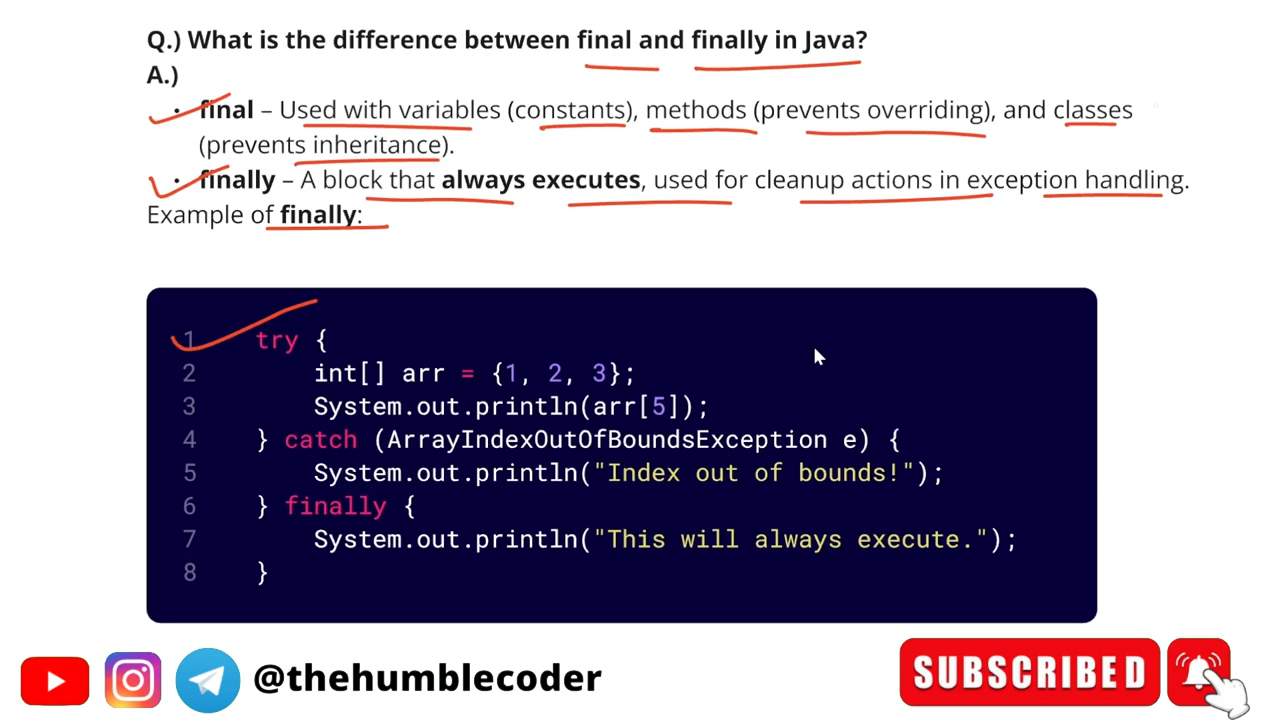 Q.) What is the difference between final and finally in Java?
A.)
• final – Used with variables (constants), methods (prevents overriding), and classes
(prevents inheritance).
• finally – A block that always executes, used for cleanup actions in exception handling.
Example of finally:
1 try {
2 int[] arr = {1, 2, 3};
3 System.out.println(arr[5]);
4 } catch (ArrayIndexOutOfBoundsException e) {
5 System.out.println("Index out of bounds!");
6 } finally {
7 System.out.println("This will always execute.");
8 }
@thehumblecoder
SUBSCRIBED